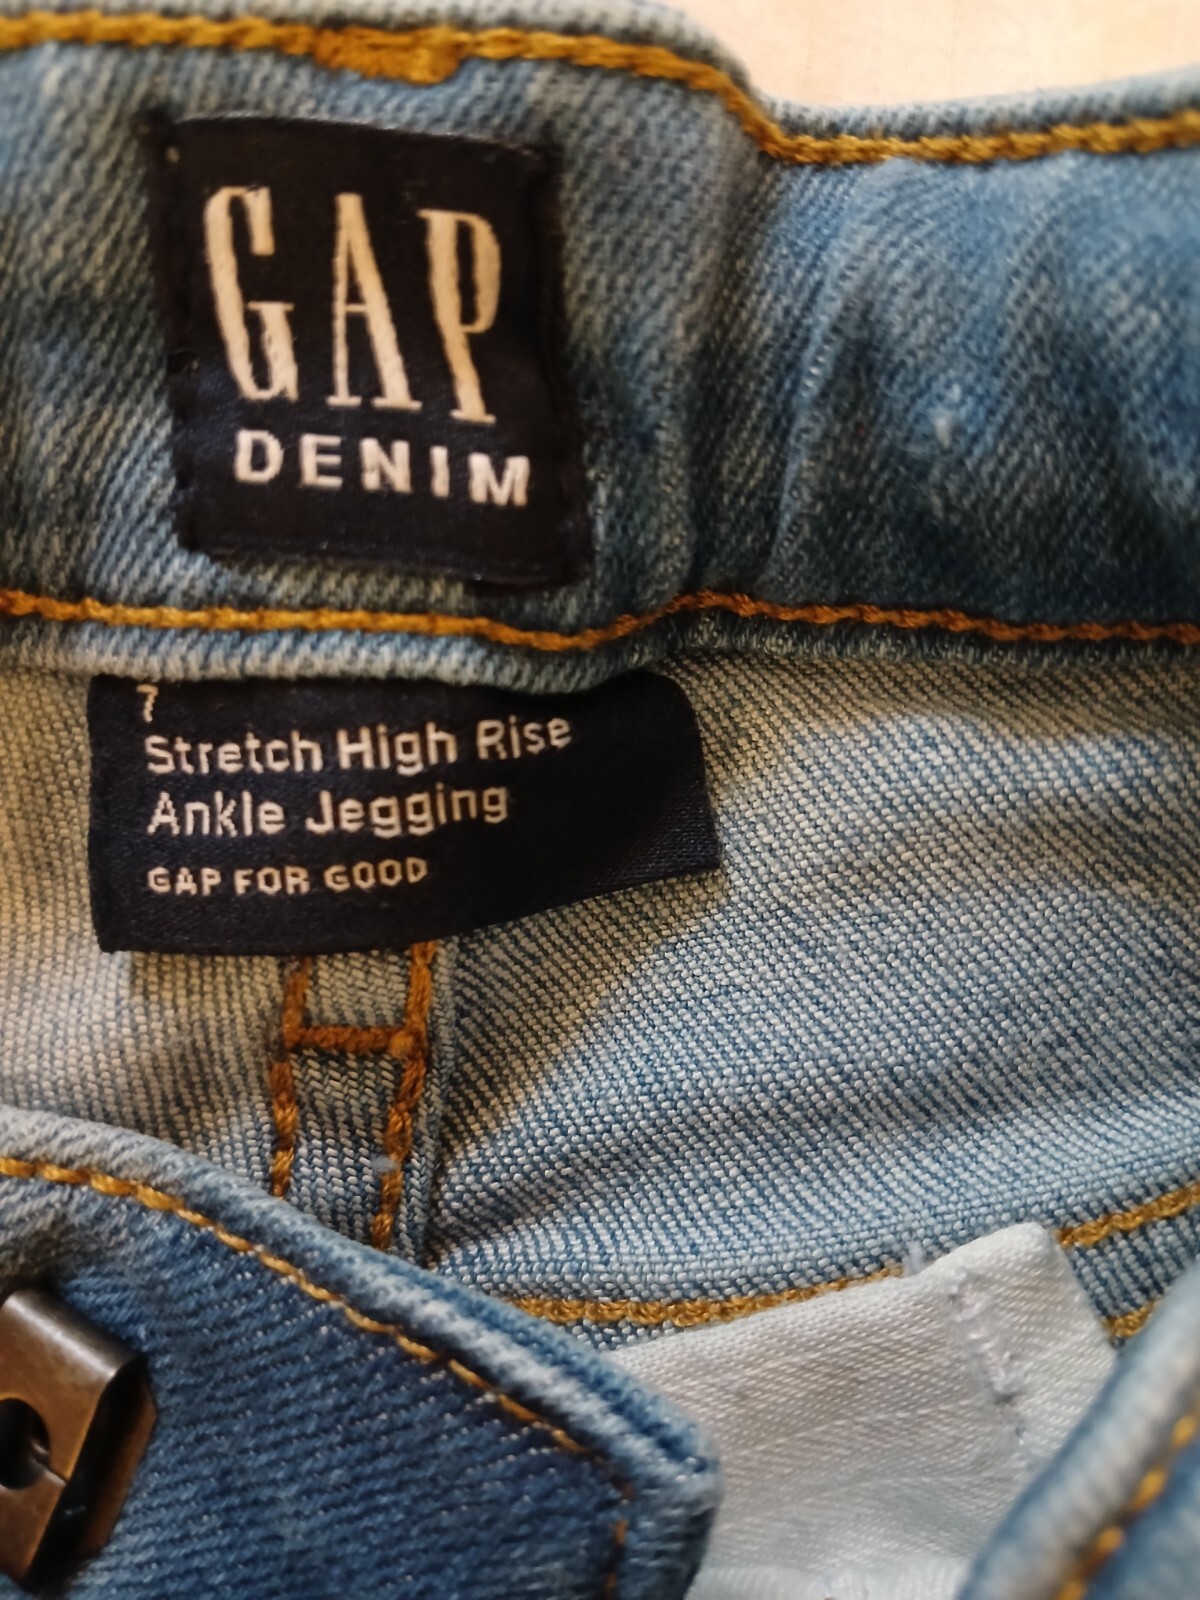 GAP
DENIM
7
Stretch High Rise
Ankle Jegging
GAP FOR GOOD